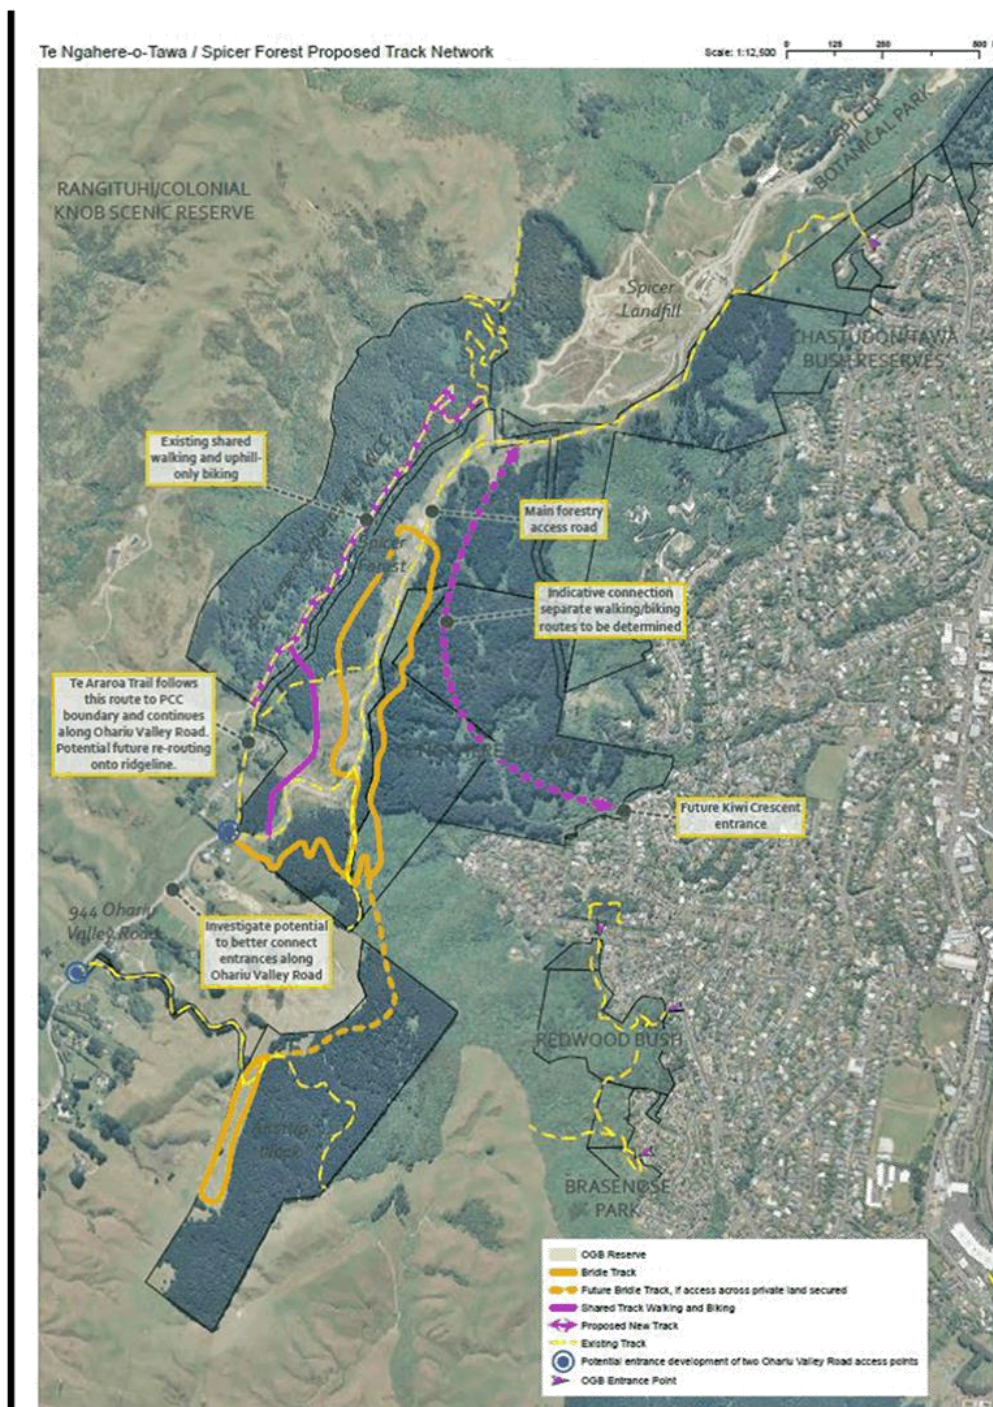 Te Ngahere-o-Tawa / Spicer Forest Proposed Track Network
Scale: 1:12,500
0 125 250 500
SPICER
BOTANICAL PARK
RANGITUHI/COLONIAL
KNOB SCENIC RESERVE
Spicer
Landfill
BUSH RESERVES
Existing shared
walking and uphill-
only biking
Main forestry
access road
Spicer
Forest
Indicative connection
separate walking/biking
routes to be determined
Te Araroa Trail follows
this route to PCC
boundary and continues
along Ohariu Valley Road.
Potential future re-routing
onto ridgeline.
Future Kiwi Crescent
entrance
944 Ohariu
Valley Road
Investigate potential
to better connect
entrances along
Ohariu Valley Road
REDWOOD BUSH
Block
BRASENOSE
PARK
OGB Reserve
Bridle Track
Future Bridle Track, if access across private land secured
Shared Track Walking and Biking
Proposed New Track
Existing Track
Potential entrance development of two Ohariu Valley Road access points
OGB Entrance Point